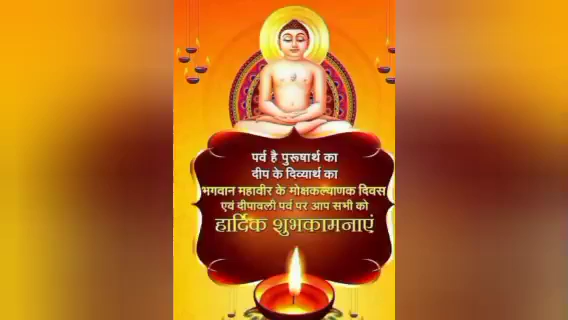 पर्व है पुरूषार्थ का
दीप के दिव्यार्थ का
भगवान महावीर के मोक्षकल्याणक दिवस
एवं दीपावली पर्व पर आप सभी को
हार्दिक शुभकामनाएं